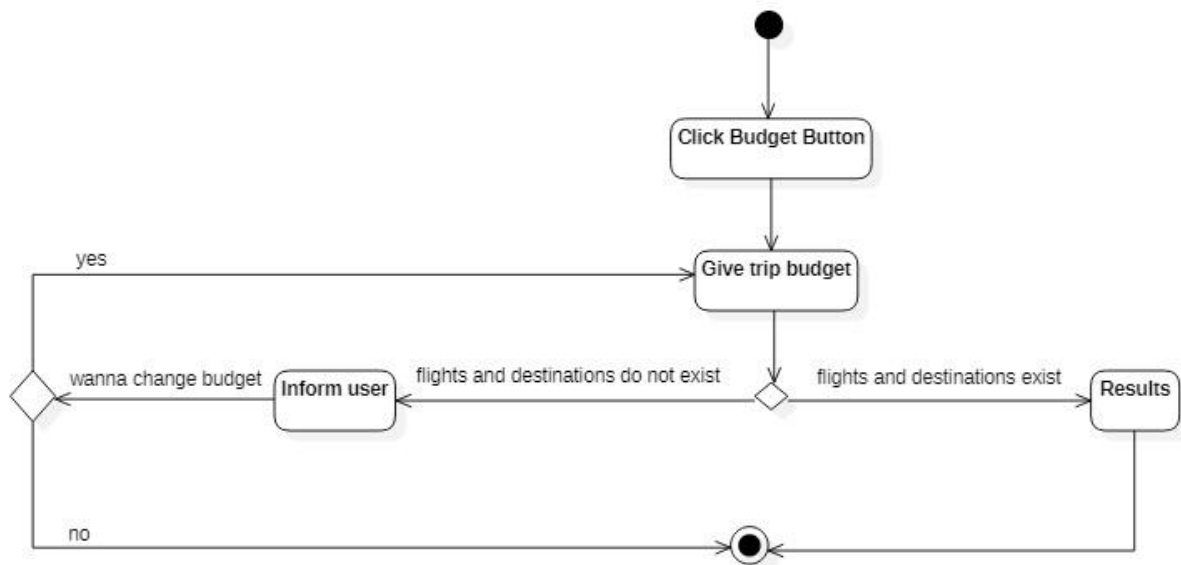 Click Budget Button
yes
Give trip budget
wanna change budget
Inform user
flights and destinations do not exist
flights and destinations exist
Results
no